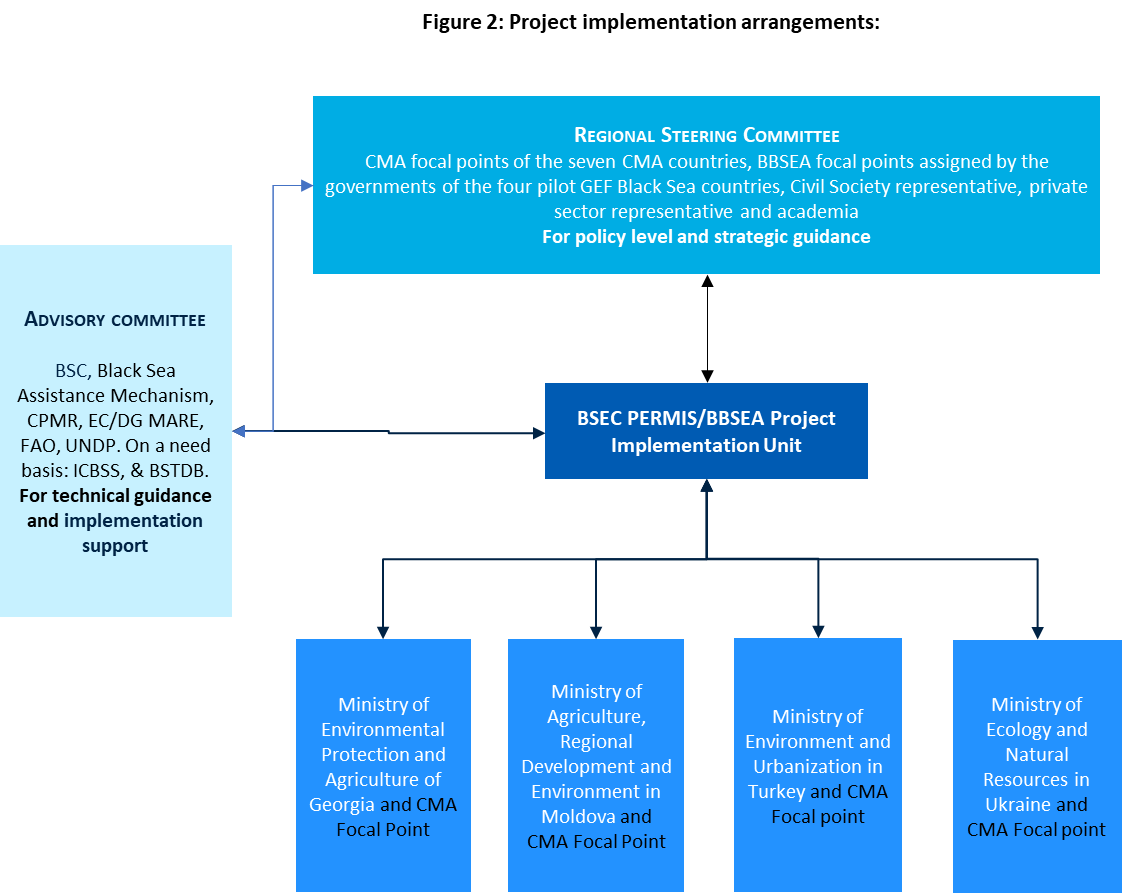 Figure 2: Project implementation arrangements:
REGIONAL STEERING COMMITTEE
CMA focal points of the seven CMA countries, BBSEA focal points assigned by the
governments of the four pilot GEF Black Sea countries, Civil Society representative, private
sector representative and academia
For policy level and strategic guidance
ADVISORY COMMITTEE
BSC, Black Sea
Assistance Mechanism,
CPMR, EC/DG MARE,
FAO, UNDP. On a need
basis: ICBSS, & BSTDB.
For technical guidance
and implementation
support
BSEC PERMIS/BBSEA Project
Implementation Unit
Ministry of
Environmental
Protection and
Agriculture of
Georgia and CMA
Focal Point
Ministry of
Agriculture,
Regional
Development and
Environment in
Moldova and
CMA Focal Point
Ministry of
Environment and
Urbanization in
Turkey and CMA
Focal point
Ministry of
Ecology and
Natural
Resources in
Ukraine and
CMA Focal point